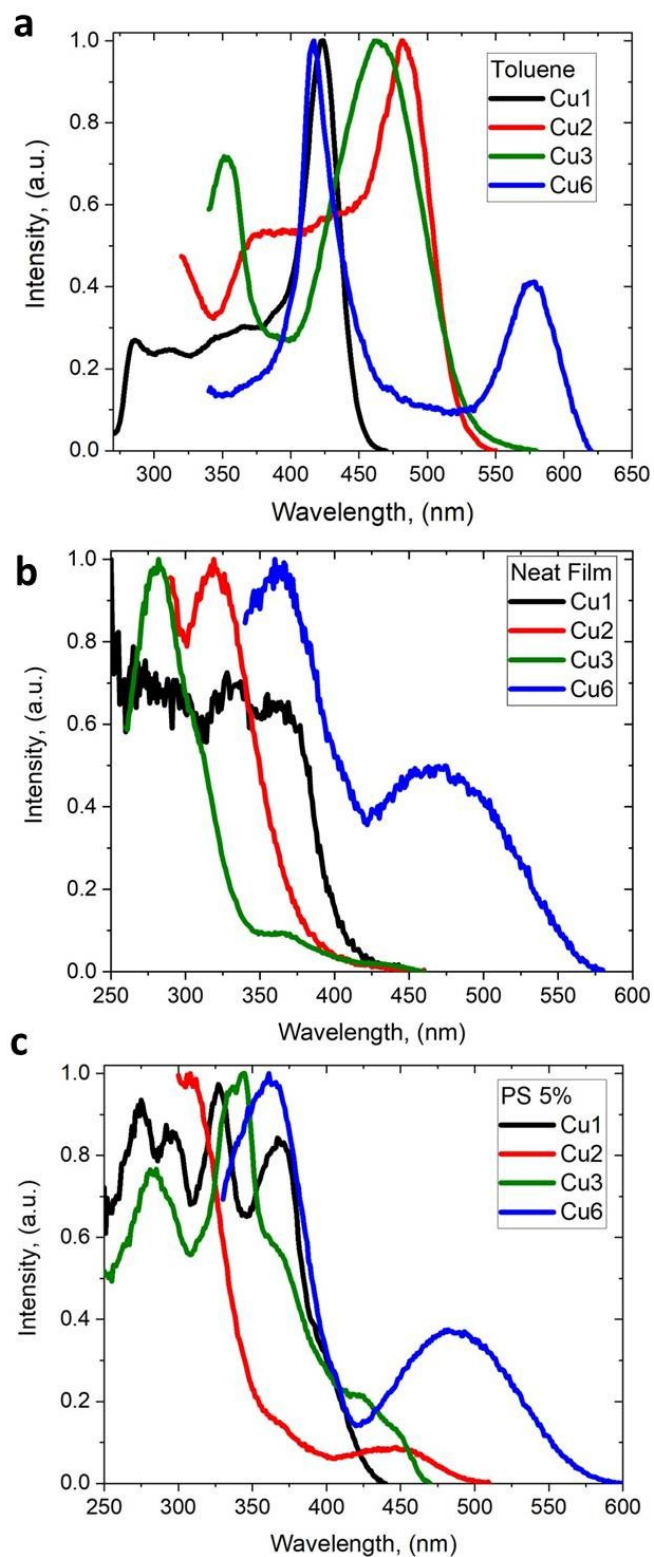 a
1.0
0.8
0.6
0.4
0.2
0.0
Intensity, (a.u.)
Toluene
Cu1
Cu2
Cu3
Cu6
300 350 400 450 500 550 600 650
Wavelength, (nm)
b
1.0
0.8
0.6
0.4
0.2
0.0
Intensity, (a.u.)
Neat Film
Cu1
Cu2
Cu3
Cu6
250 300 350 400 450 500 550 600
Wavelength, (nm)
c
1.0
0.8
0.6
0.4
0.2
0.0
Intensity, (a.u.)
PS 5%
Cu1
Cu2
Cu3
Cu6
250 300 350 400 450 500 550 600
Wavelength, (nm)